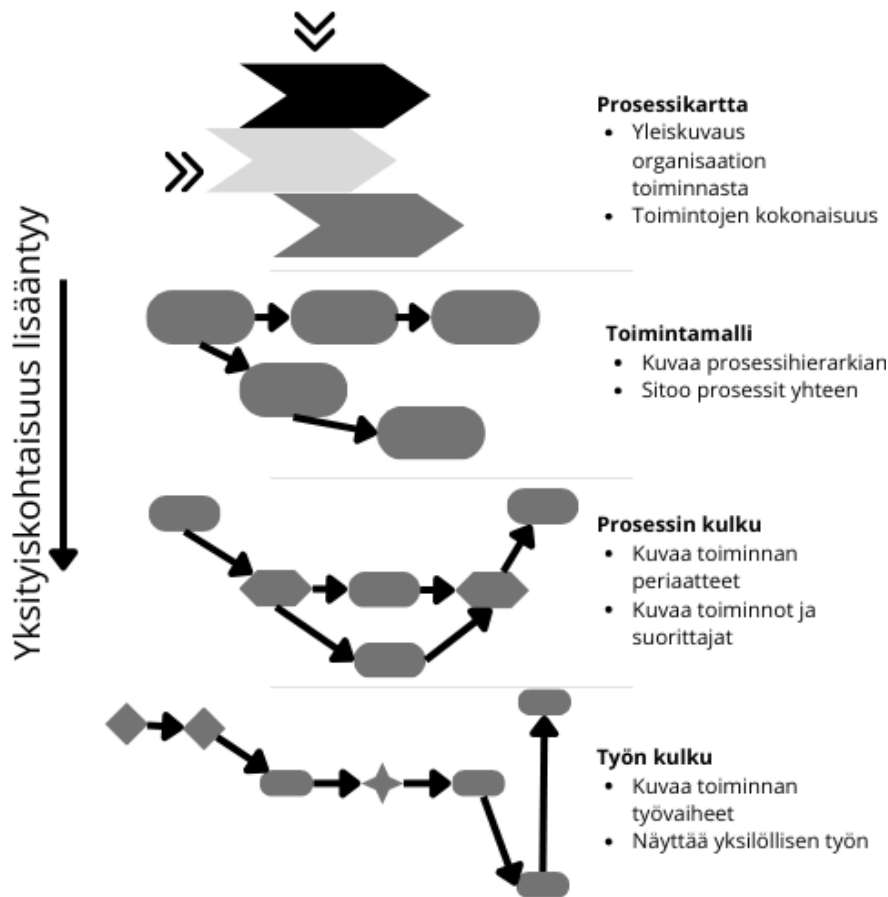 Yksityiskohtaisuus lisääntyy
Prosessikartta
• Yleiskuvaus
organisaation
toiminnasta
• Toimintojen kokonaisuus
Toimintamalli
• Kuvaa prosessihierarkian
• Sitoo prosessit yhteen
Prosessin kulku
• Kuvaa toiminnan
periaatteet
• Kuvaa toiminnot ja
suorittajat
Työn kulku
• Kuvaa toiminnan
työvaiheet
• Näyttää yksilöllisen työn